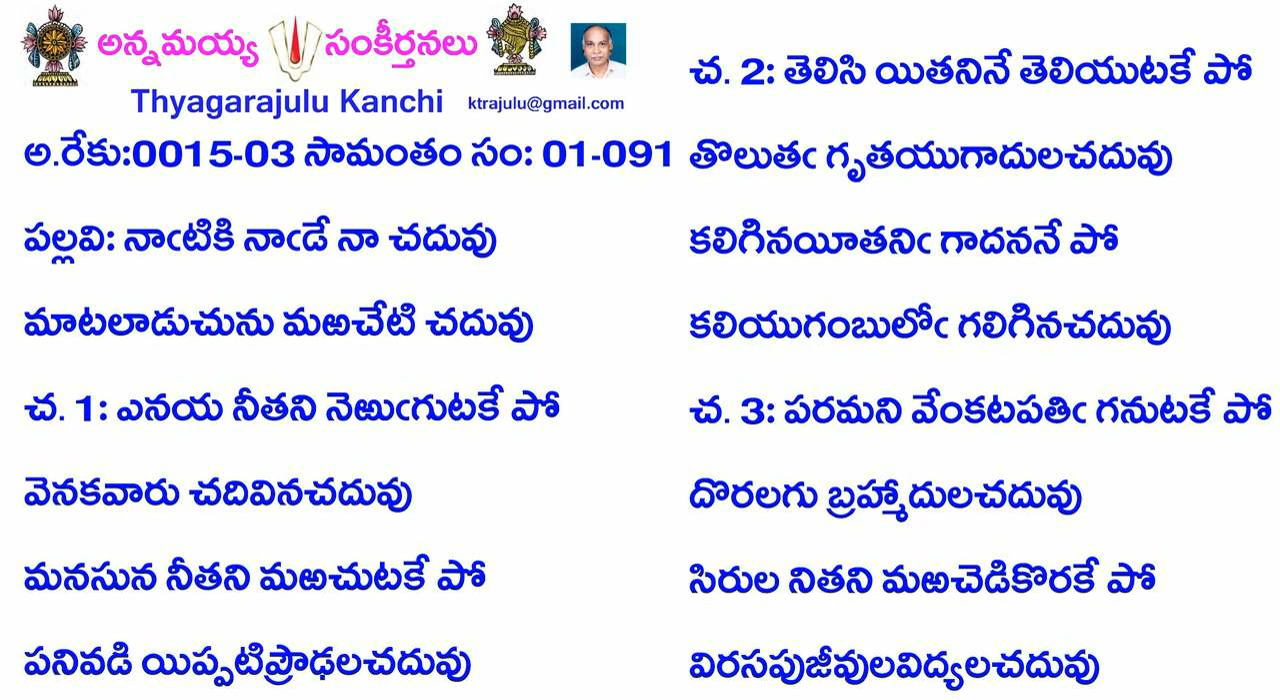 అన్నమయ్య సంకీర్తనలు
Thyagarajulu Kanchi ktrajulu@gmail.com
అ.రేకు:0015-03 సామంతం సం: 01-091
పల్లవి: నాఁటికి నాఁడే నా చదువు
మాటలాడుచును మఱచేటి చదువు
చ. 1: ఎనయ నీతని నెఱుఁగుటకే పో
వెనకవారు చదివినచదువు
మనసున నీతని మఱచుటకే పో
పనివడి యిప్పటిప్రౌఢలచదువు
చ. 2: తెలిసి యితనినే తెలియుటకే పో
తొలుతఁ గృతయుగాదులచదువు
కలిగినయీతనిఁ గాదననే పో
కలియుగంబులోఁ గలిగినచదువు
చ. 3: పరమని వేంకటపతిఁ గనుటకే పో
దొరలగు బ్రహ్మాదులచదువు
సిరుల నితని మఱచెడికొరకే పో
విరసపుజీవులవిద్యలచదువు